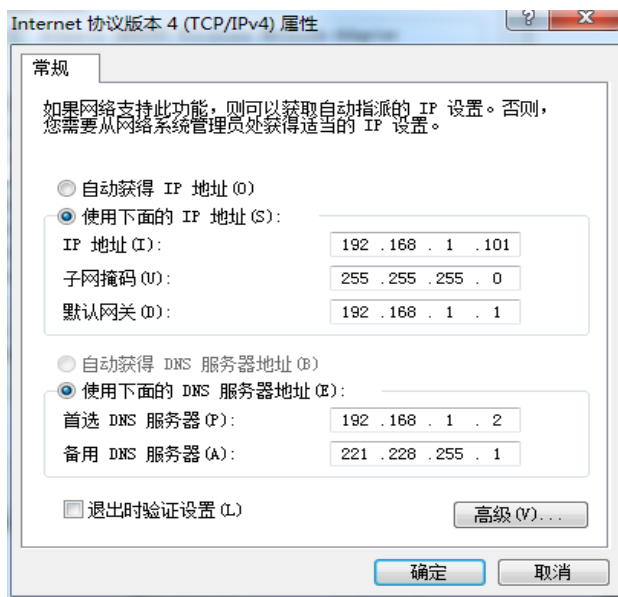 Internet 协议版本 4 (TCP/IPv4) 属性
常规
如果网络支持此功能，则可以获取自动指派的 IP 设置。否则，
您需要从网络系统管理员处获得适当的 IP 设置。
自动获得 IP 地址(O)
使用下面的 IP 地址(S):
IP 地址(I): 192 .168 . 1 .101
子网掩码(U): 255 .255 .255 . 0
默认网关(D): 192 .168 . 1 . 1
自动获得 DNS 服务器地址(B)
使用下面的 DNS 服务器地址(E):
首选 DNS 服务器(P): 192 .168 . 1 . 2
备用 DNS 服务器(A): 221 .228 .255 . 1
退出时验证设置(L)
高级(V)...
确定 取消